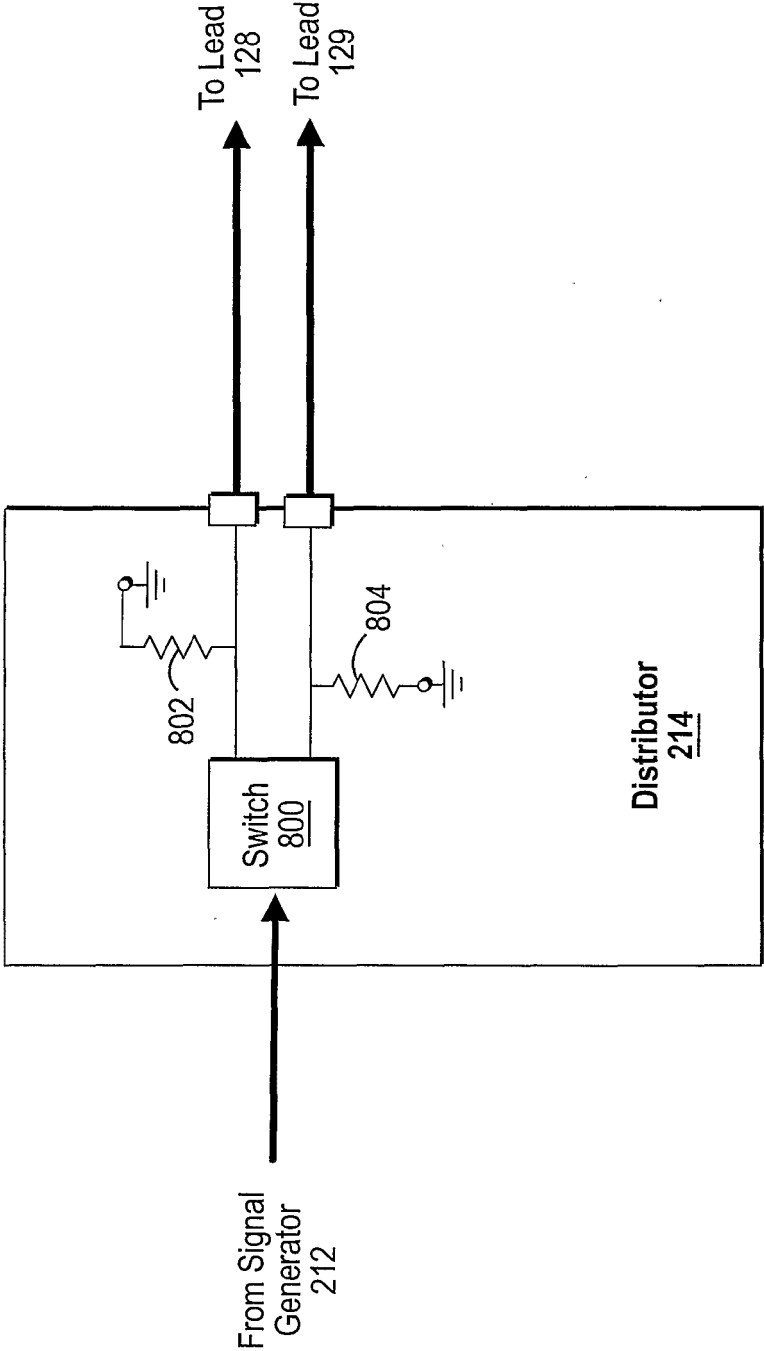 From Signal
Generator
212
Switch
800
802
804
Distributor
214
To Lead
128
To Lead
129